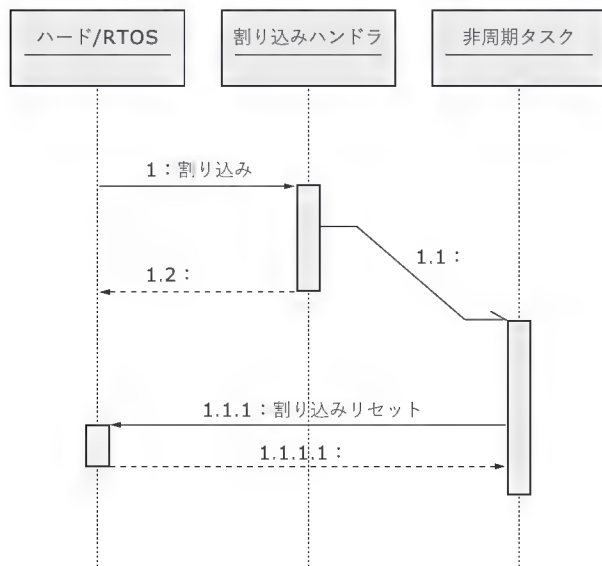 ハード/RTOS
割り込みハンドラ
非周期タスク
1：割り込み
1.1：
1.2：
1.1.1：割り込みリセット
1.1.1.1：